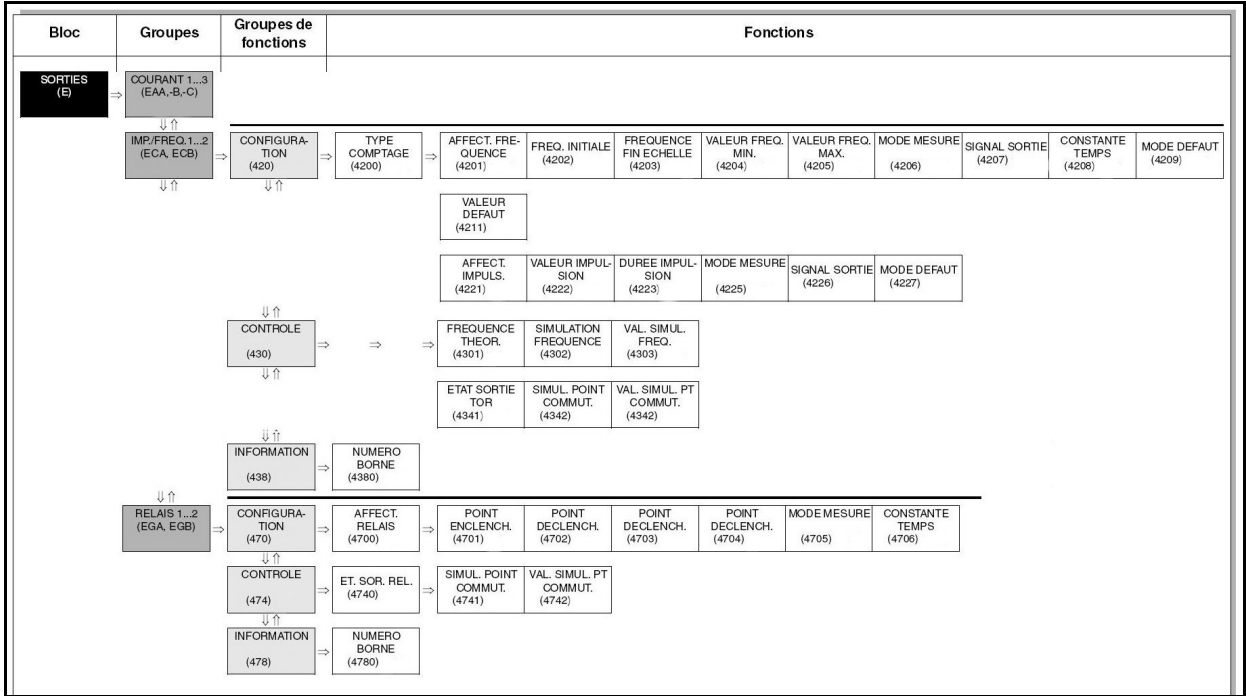 Bloc
Groupes
Groupes de
fonctions
Fonctions
SORTIES
(E)
⇒
COURANT 1...3
(EAA,-B,-C)
⇓⇑
IMP./FREQ.1...2
(ECA, ECB)
⇒
CONFIGURA-
TION
(420)
⇒
TYPE
COMPTAGE
(4200)
⇒
AFFECT. FRE-
QUENCE
(4201)
FREQ. INITIALE
(4202)
FREQUENCE
FIN ECHELLE
(4203)
VALEUR FREQ.
MIN.
(4204)
VALEUR FREQ.
MAX.
(4205)
MODE MESURE
(4206)
SIGNAL SORTIE
(4207)
CONSTANTE
TEMPS
(4208)
MODE DEFAUT
(4209)
⇓⇑
⇓⇑
VALEUR
DEFAUT
(4211)
AFFECT.
IMPULS.
(4221)
VALEUR IMPUL-
SION
(4222)
DUREE IMPUL-
SION
(4223)
MODE MESURE
(4225)
SIGNAL SORTIE
(4226)
MODE DEFAUT
(4227)
⇓⇑
CONTROLE
(430)
⇒
⇒
⇒
FREQUENCE
THEOR.
(4301)
SIMULATION
FREQUENCE
(4302)
VAL. SIMUL.
FREQ.
(4303)
⇓⇑
ETAT SORTIE
TOR
(4341)
SIMUL. POINT
COMMUT.
(4342)
VAL. SIMUL. PT
COMMUT.
(4342)
⇓⇑
INFORMATION
(438)
⇒
NUMERO
BORNE
(4380)
⇓⇑
RELAIS 1...2
(EGA, EGB)
⇒
CONFIGURA-
TION
(470)
⇒
AFFECT.
RELAIS
(4700)
⇒
POINT
ENCLENCH.
(4701)
POINT
DECLENCH.
(4702)
POINT
DECLENCH.
(4703)
POINT
DECLENCH.
(4704)
MODE MESURE
(4705)
CONSTANTE
TEMPS
(4706)
⇓⇑
CONTROLE
(474)
⇒
ET. SOR. REL.
(4740)
⇒
SIMUL. POINT
COMMUT.
(4741)
VAL. SIMUL. PT
COMMUT.
(4742)
⇓⇑
INFORMATION
(478)
⇒
NUMERO
BORNE
(4780)